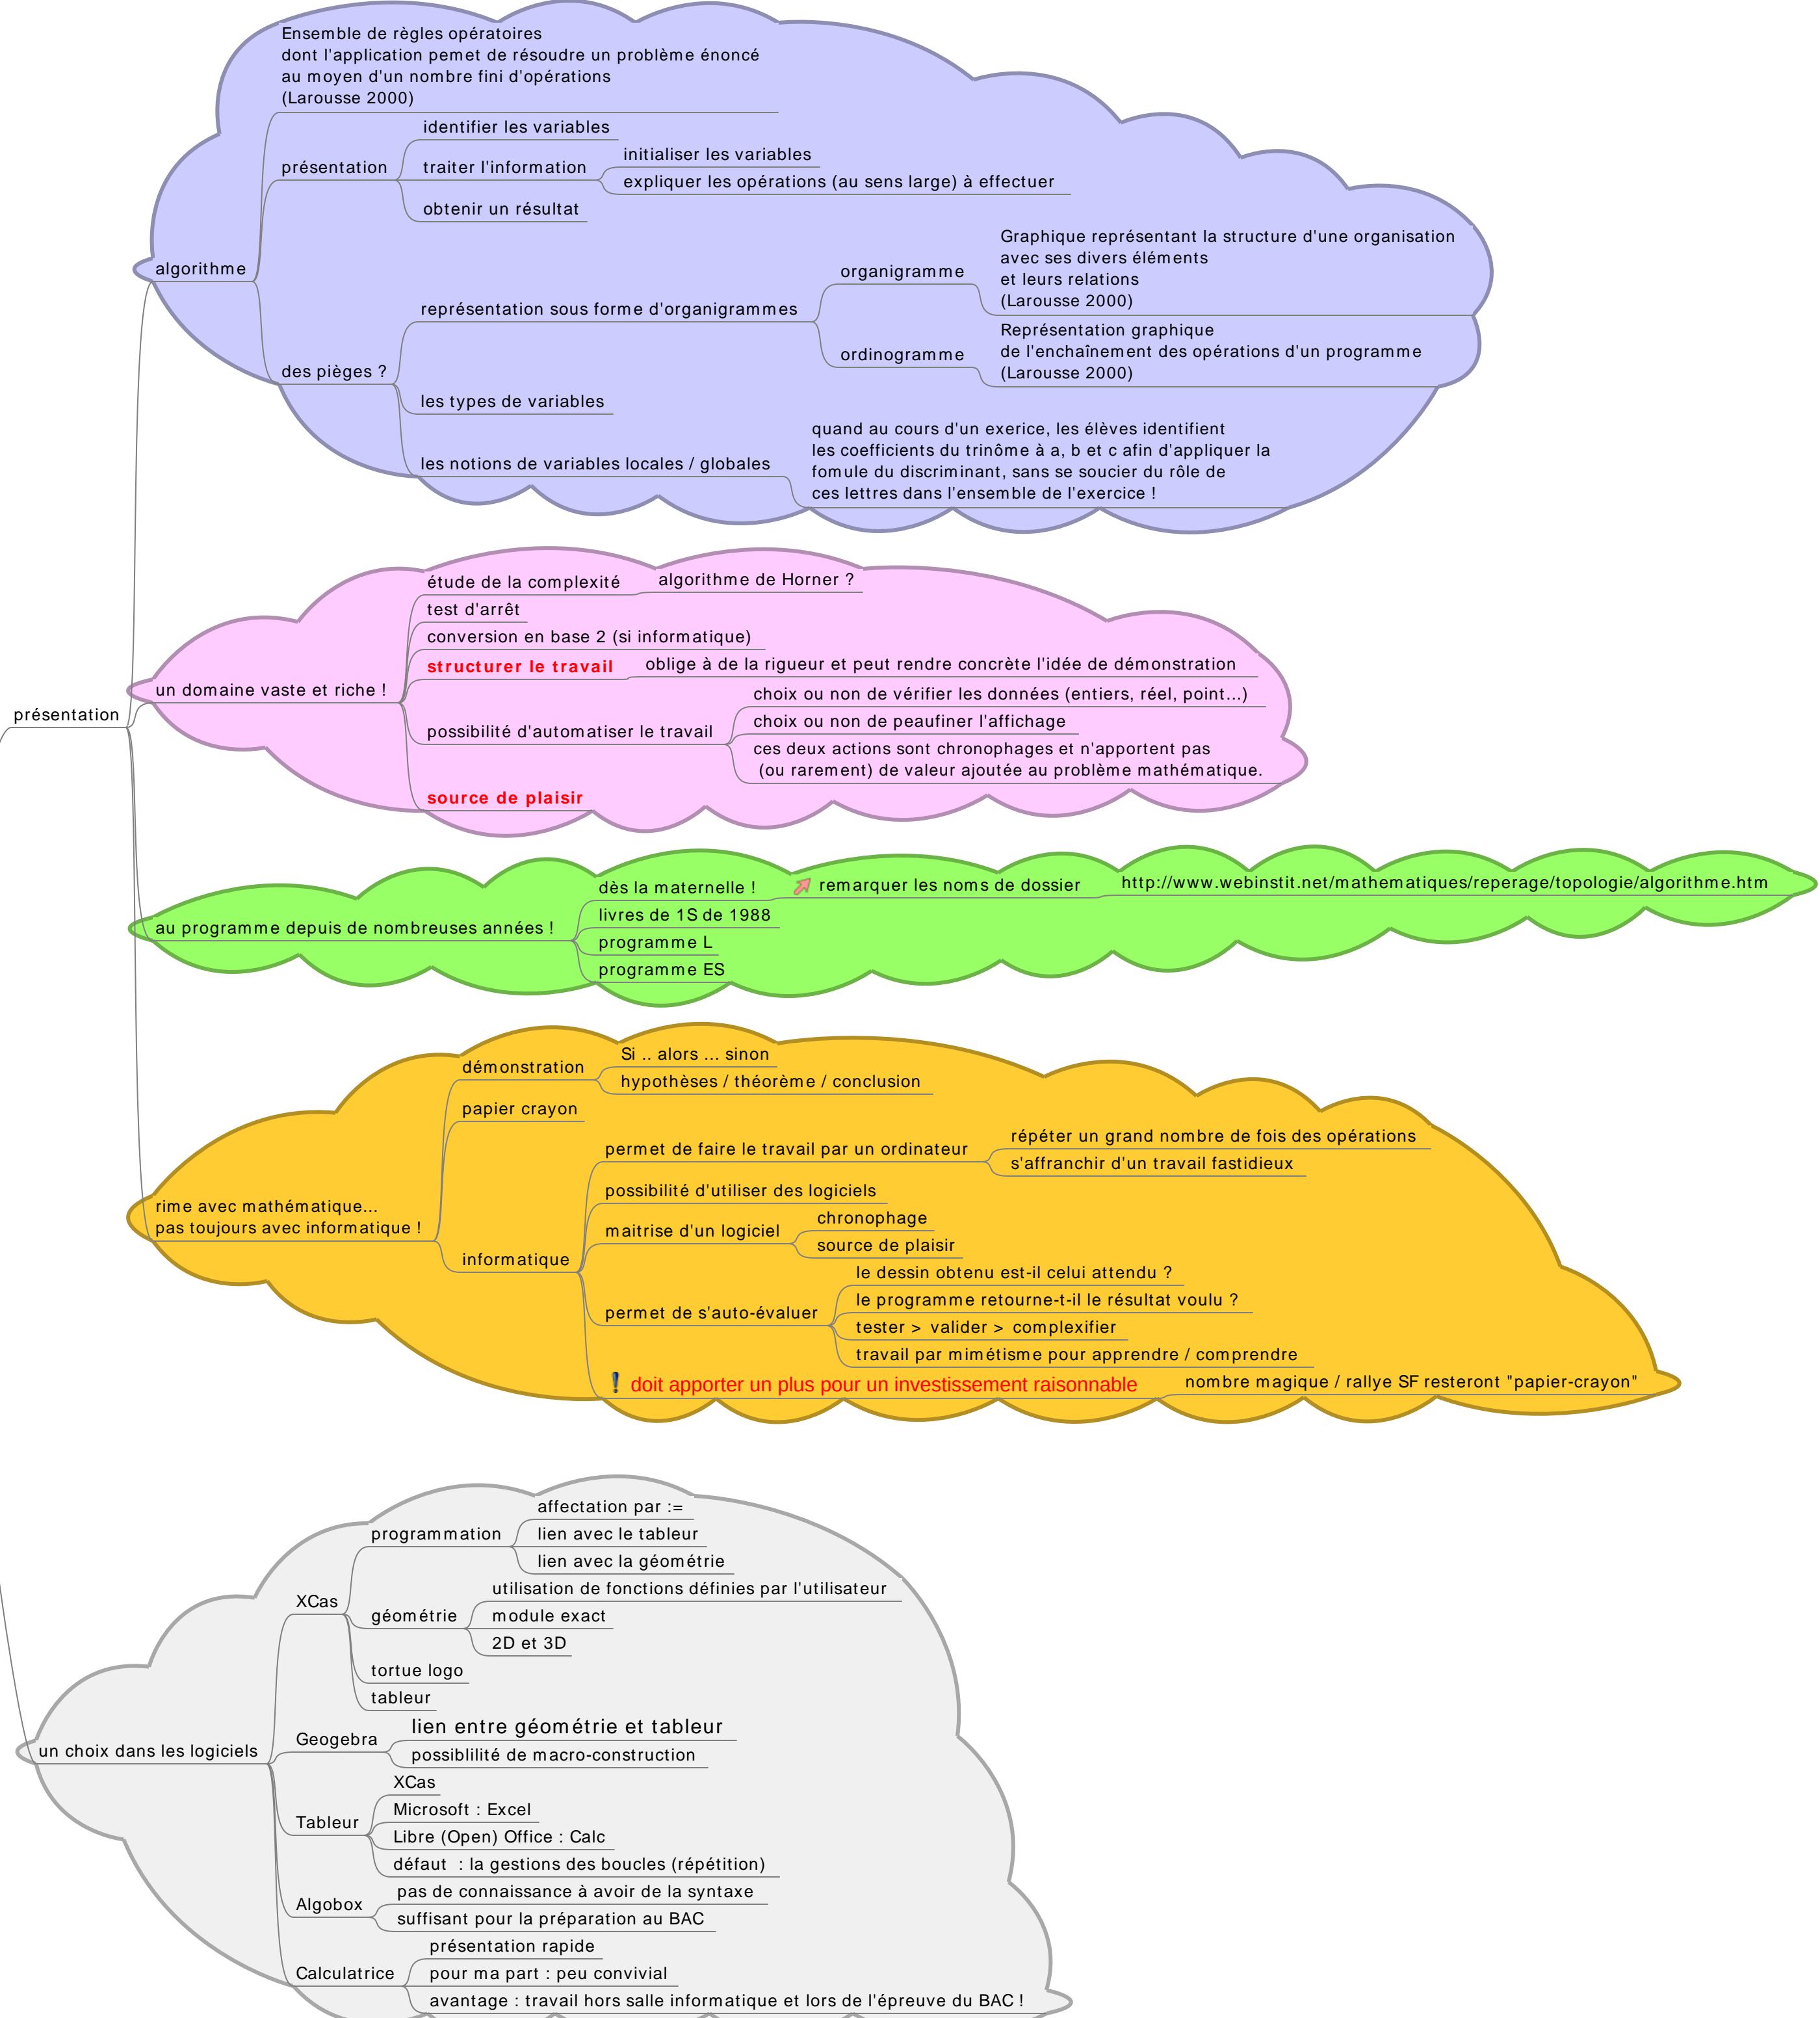 présentation
algorithme
Ensemble de règles opératoires
dont l'application pemet de résoudre un problème énoncé
au moyen d'un nombre fini d'opérations
(Larousse 2000)
présentation
identifier les variables
traiter l'information
initialiser les variables
expliquer les opérations (au sens large) à effectuer
obtenir un résultat
des pièges ?
représentation sous forme d'organigrammes
organigramme
Graphique représentant la structure d'une organisation
avec ses divers éléments
et leurs relations
(Larousse 2000)
ordinogramme
Représentation graphique
de l'enchaînement des opérations d'un programme
(Larousse 2000)
les types de variables
les notions de variables locales / globales
quand au cours d'un exerice, les élèves identifient
les coefficients du trinôme à a, b et c afin d'appliquer la
fomule du discriminant, sans se soucier du rôle de
ces lettres dans l'ensemble de l'exercice !
un domaine vaste et riche !
étude de la complexité
algorithme de Horner ?
test d'arrêt
conversion en base 2 (si informatique)
structurer le travail
oblige à de la rigueur et peut rendre concrète l'idée de démonstration
possibilité d'automatiser le travail
choix ou non de vérifier les données (entiers, réel, point...)
choix ou non de peaufiner l'affichage
ces deux actions sont chronophages et n'apportent pas
(ou rarement) de valeur ajoutée au problème mathématique.
source de plaisir
au programme depuis de nombreuses années !
dès la maternelle !
remarquer les noms de dossier
http://www.webinstit.net/mathematiques/reperage/topologie/algorithme.htm
livres de 1S de 1988
programme L
programme ES
rime avec mathématique...
pas toujours avec informatique !
démonstration
Si .. alors ... sinon
hypothèses / théorème / conclusion
papier crayon
informatique
permet de faire le travail par un ordinateur
répéter un grand nombre de fois des opérations
s'affranchir d'un travail fastidieux
possibilité d'utiliser des logiciels
maitrise d'un logiciel
chronophage
source de plaisir
permet de s'auto-évaluer
le dessin obtenu est-il celui attendu ?
le programme retourne-t-il le résultat voulu ?
tester > valider > complexifier
travail par mimétisme pour apprendre / comprendre
! doit apporter un plus pour un investissement raisonnable
nombre magique / rallye SF resteront "papier-crayon"
un choix dans les logiciels
XCas
programmation
affectation par :=
lien avec le tableur
lien avec la géométrie
géométrie
utilisation de fonctions définies par l'utilisateur
module exact
2D et 3D
tortue logo
tableur
Geogebra
lien entre géométrie et tableur
possiblilité de macro-construction
Tableur
XCas
Microsoft : Excel
Libre (Open) Office : Calc
défaut : la gestions des boucles (répétition)
Algobox
pas de connaissance à avoir de la syntaxe
suffisant pour la préparation au BAC
Calculatrice
présentation rapide
pour ma part : peu convivial
avantage : travail hors salle informatique et lors de l'épreuve du BAC !